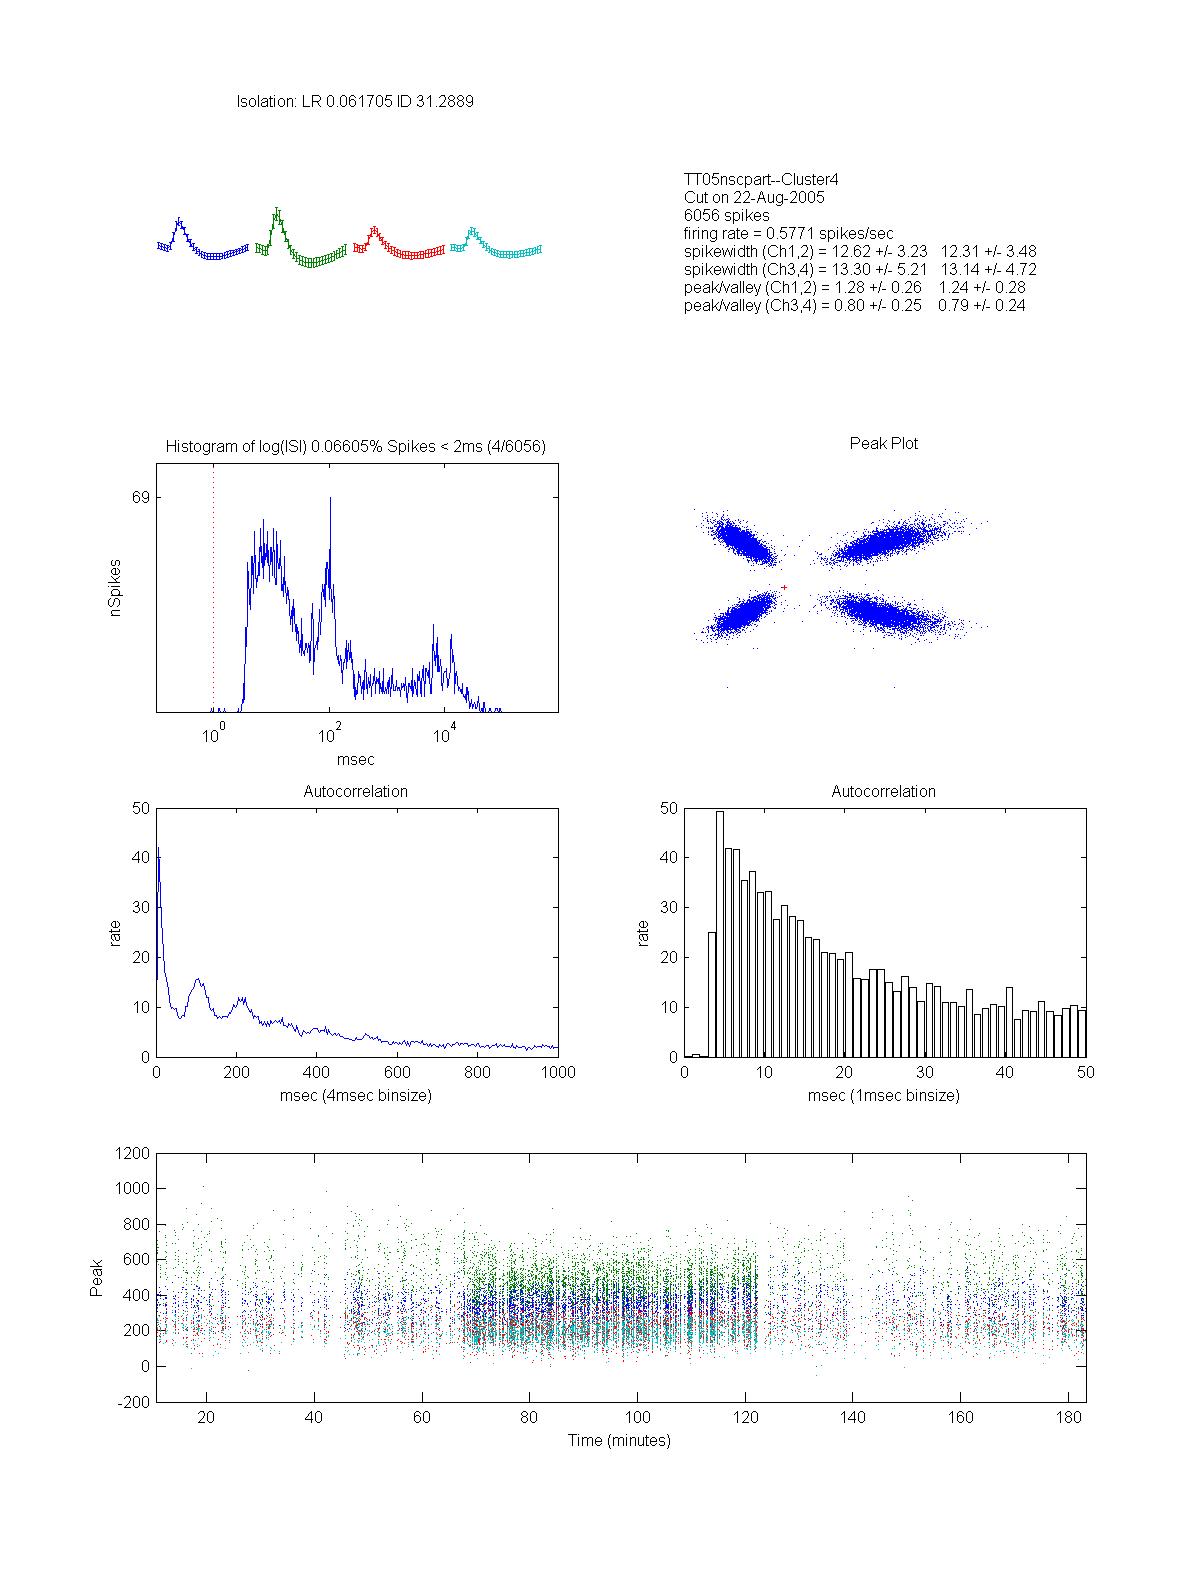 Isolation: LR 0.061705 ID 31.2889
TT05nscpart--Cluster4
Cut on 22-Aug-2005
6056 spikes
firing rate = 0.5771 spikes/sec
spikewidth (Ch1,2) = 12.62 +/- 3.23 12.31 +/- 3.48
spikewidth (Ch3,4) = 13.30 +/- 5.21 13.14 +/- 4.72
peak/valley (Ch1,2) = 1.28 +/- 0.26 1.24 +/- 0.28
peak/valley (Ch3,4) = 0.80 +/- 0.25 0.79 +/- 0.24
Histogram of log(ISI) 0.06605% Spikes < 2ms (4/6056)
69
nSpikes
10^0 10^2 10^4
msec
Peak Plot
Autocorrelation
50
40
30
20
10
0
rate
0 200 400 600 800 1000
msec (4msec binsize)
Autocorrelation
50
40
30
20
10
0
rate
0 10 20 30 40 50
msec (1msec binsize)
1200
1000
800
600
400
200
0
-200
Peak
20 40 60 80 100 120 140 160 180
Time (minutes)